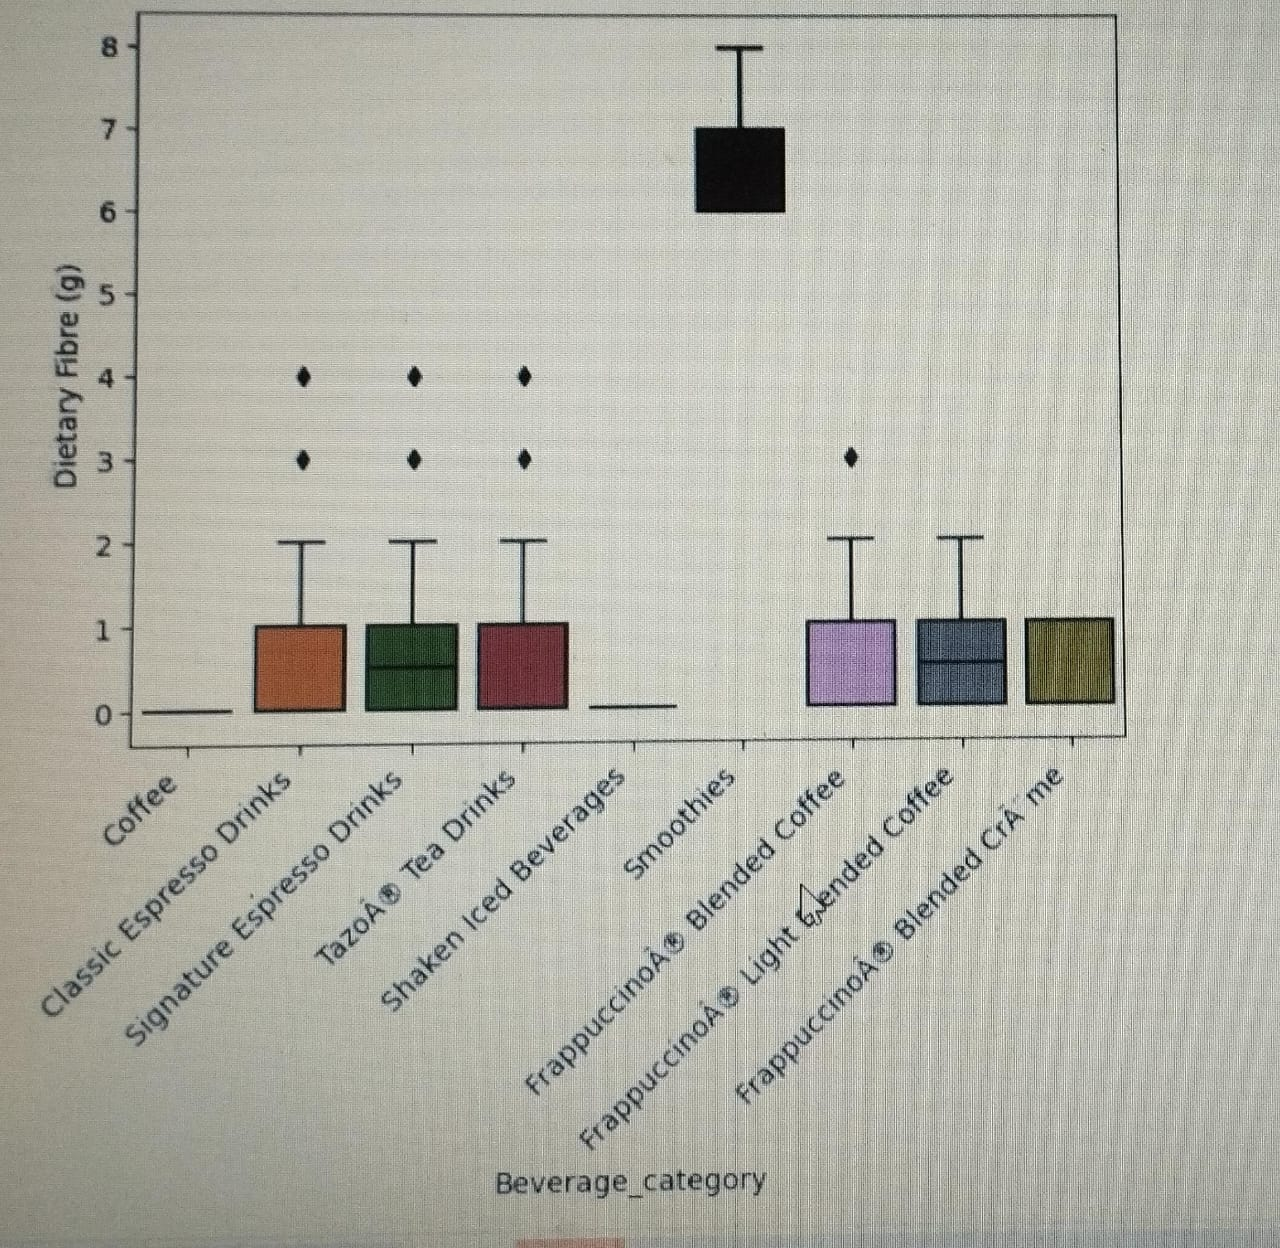 8
7
6
5
4
3
2
1
0
Dietary Fibre (g)
Coffee
Classic Espresso Drinks
Signature Espresso Drinks
TazoÂ® Tea Drinks
Shaken Iced Beverages
Smoothies
FrappuccinoÂ® Blended Coffee
FrappuccinoÂ® Light Blended Coffee
FrappuccinoÂ® Blended CrÃ¨me
Beverage_category